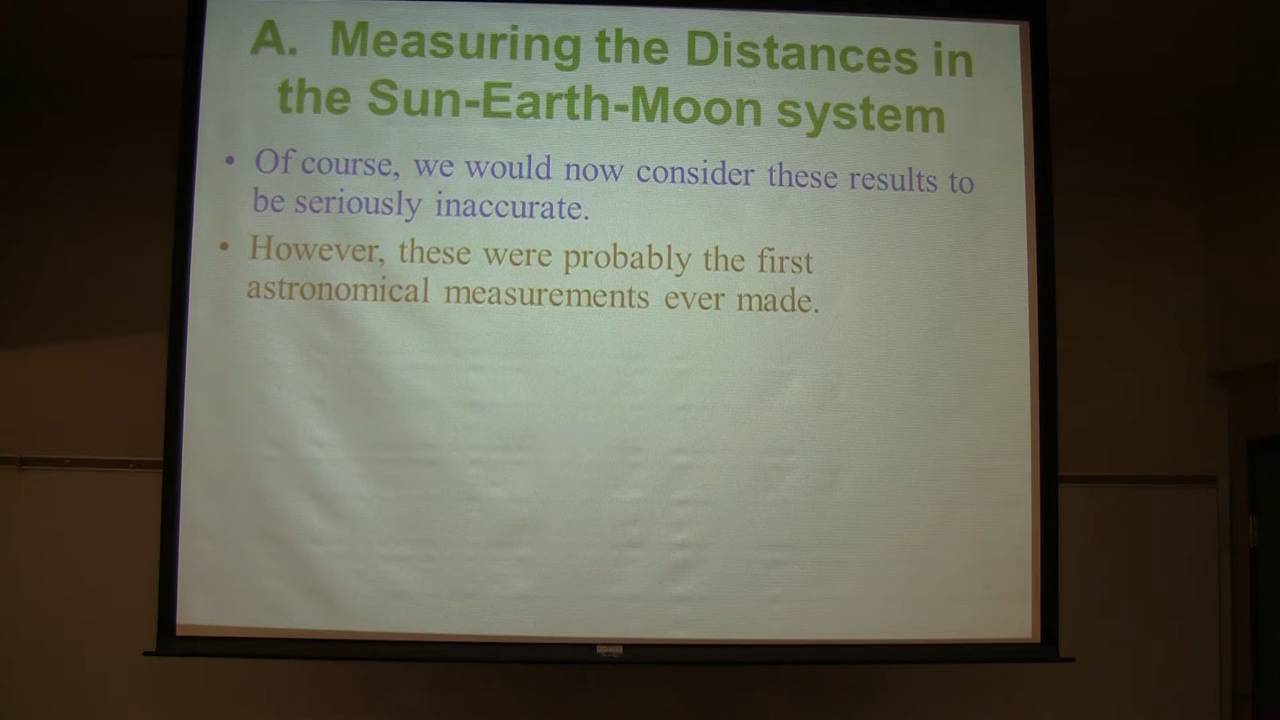 A. Measuring the Distances in
the Sun-Earth-Moon system
• Of course, we would now consider these results to
be seriously inaccurate.
• However, these were probably the first
astronomical measurements ever made.